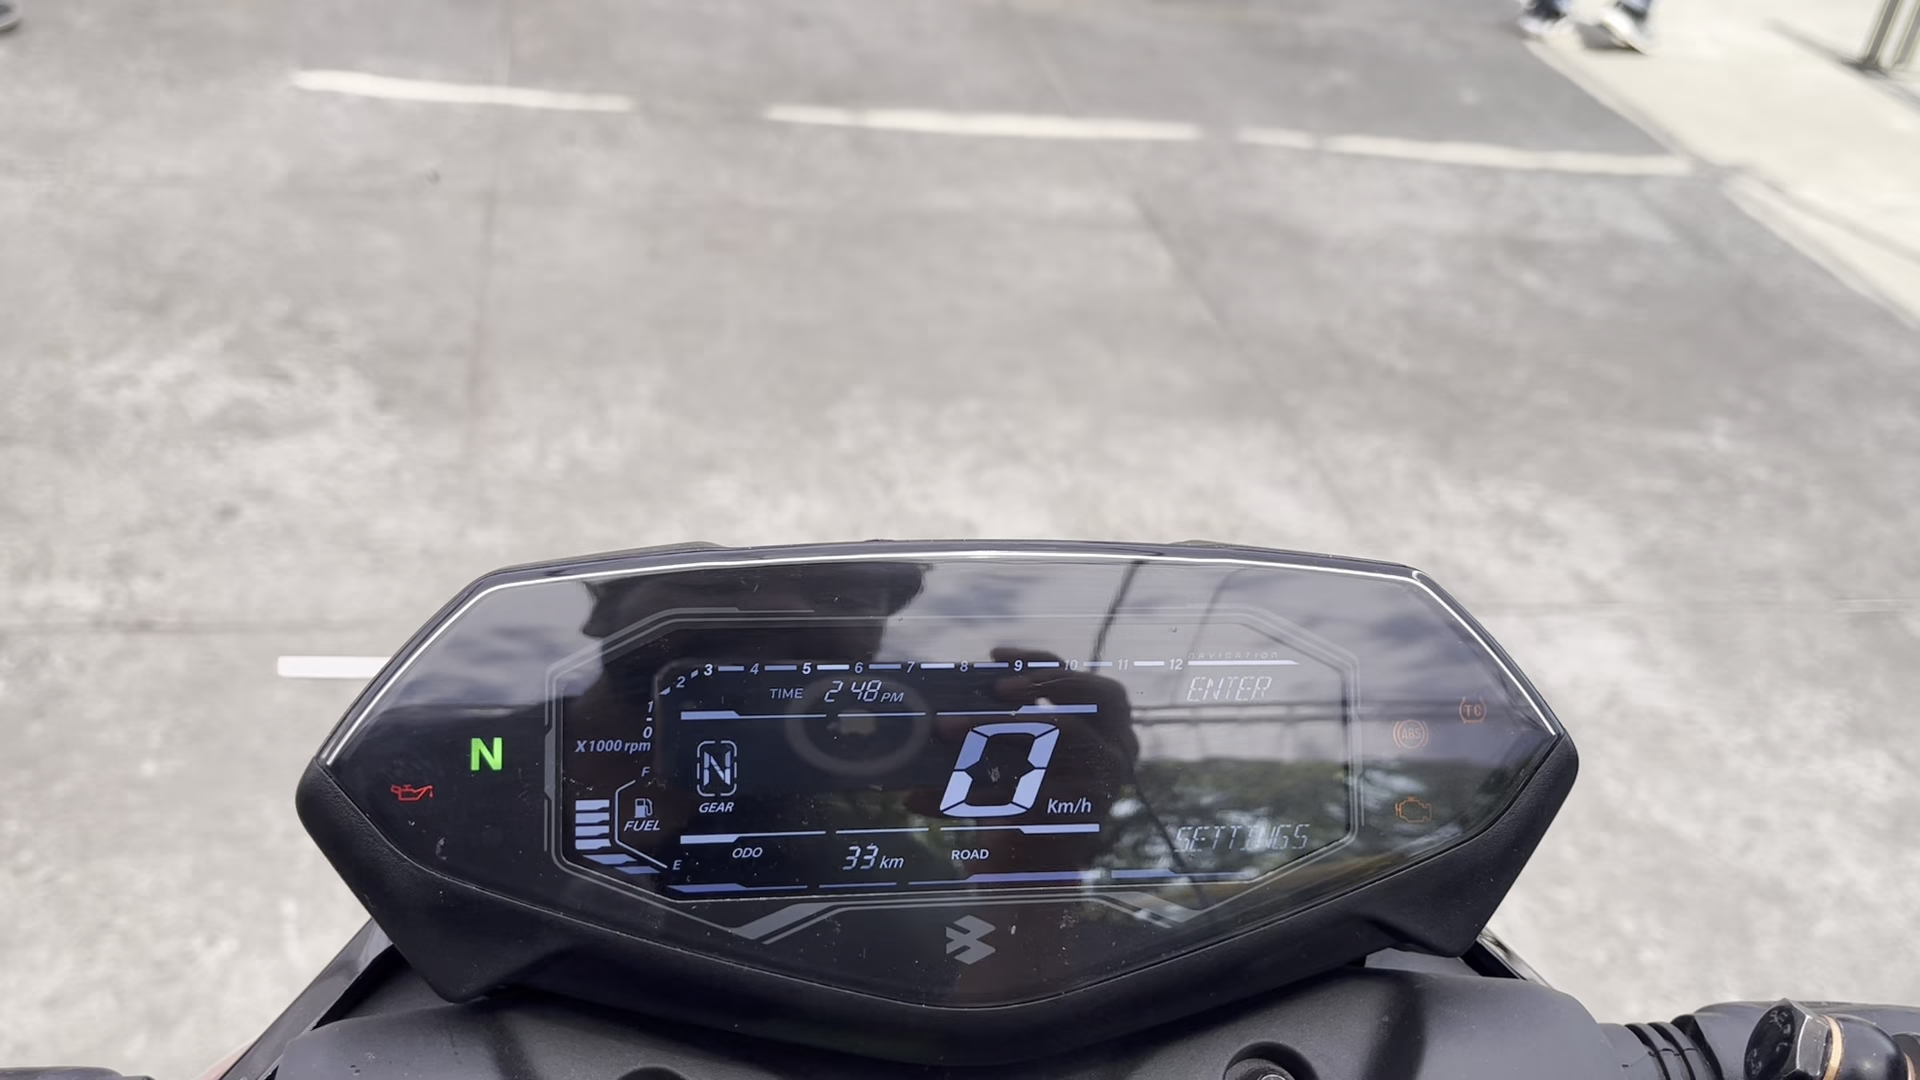 2 3 4 5 6 7 8 9 10 11 12
NAVIGATION
TIME 2 48 PM
ENTER
1
0
X1000 rpm
N
N
GEAR
0 Km/h
F
FUEL
E
TC
ABS
SETTINGS
ODO 33 km ROAD